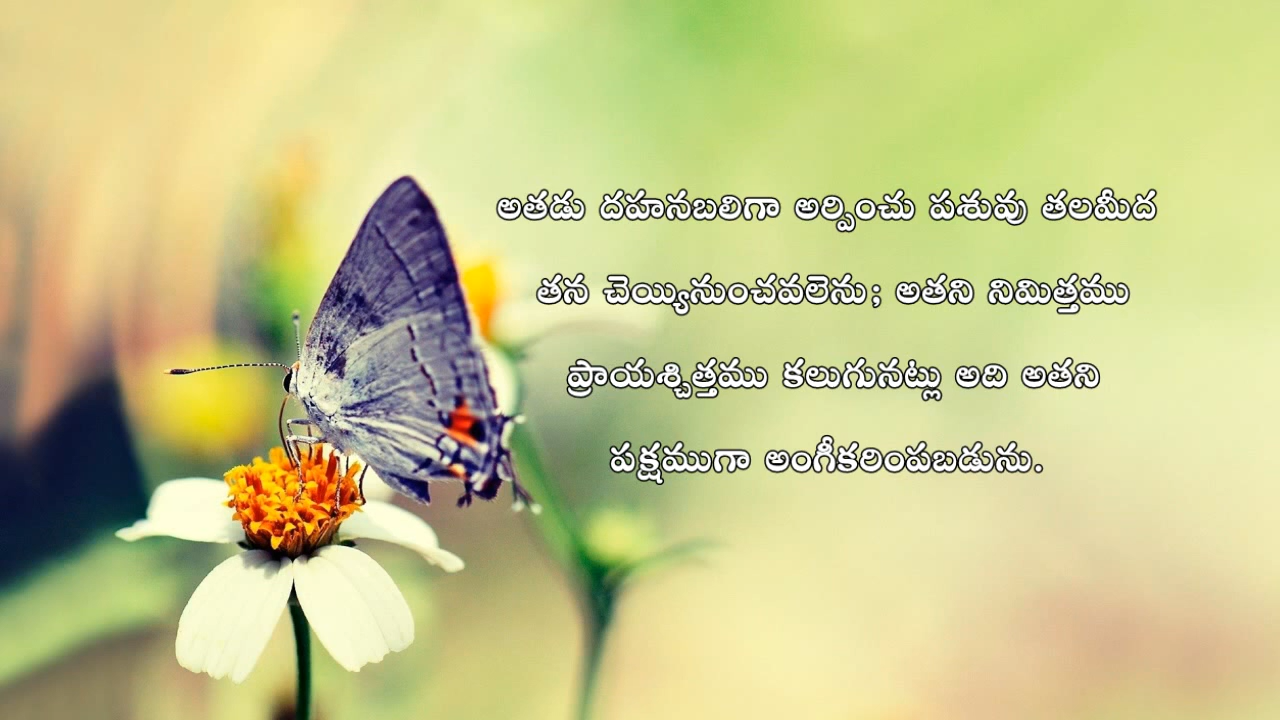 అతడు దహనబలిగా అర్పించు పశువు తలమీద
తన చెయ్యినుంచవలెను; అతని నిమిత్తము
ప్రాయశ్చిత్తము కలుగునట్లు అది అతని
పక్షముగా అంగీకరింపబడును.